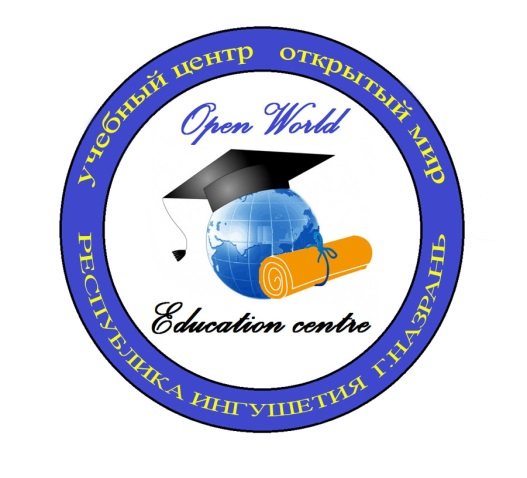 учебный центр открытый мир
Open World
Education centre
РЕСПУБЛИКА ИНГУШЕТИЯ Г.НАЗРАНЬ